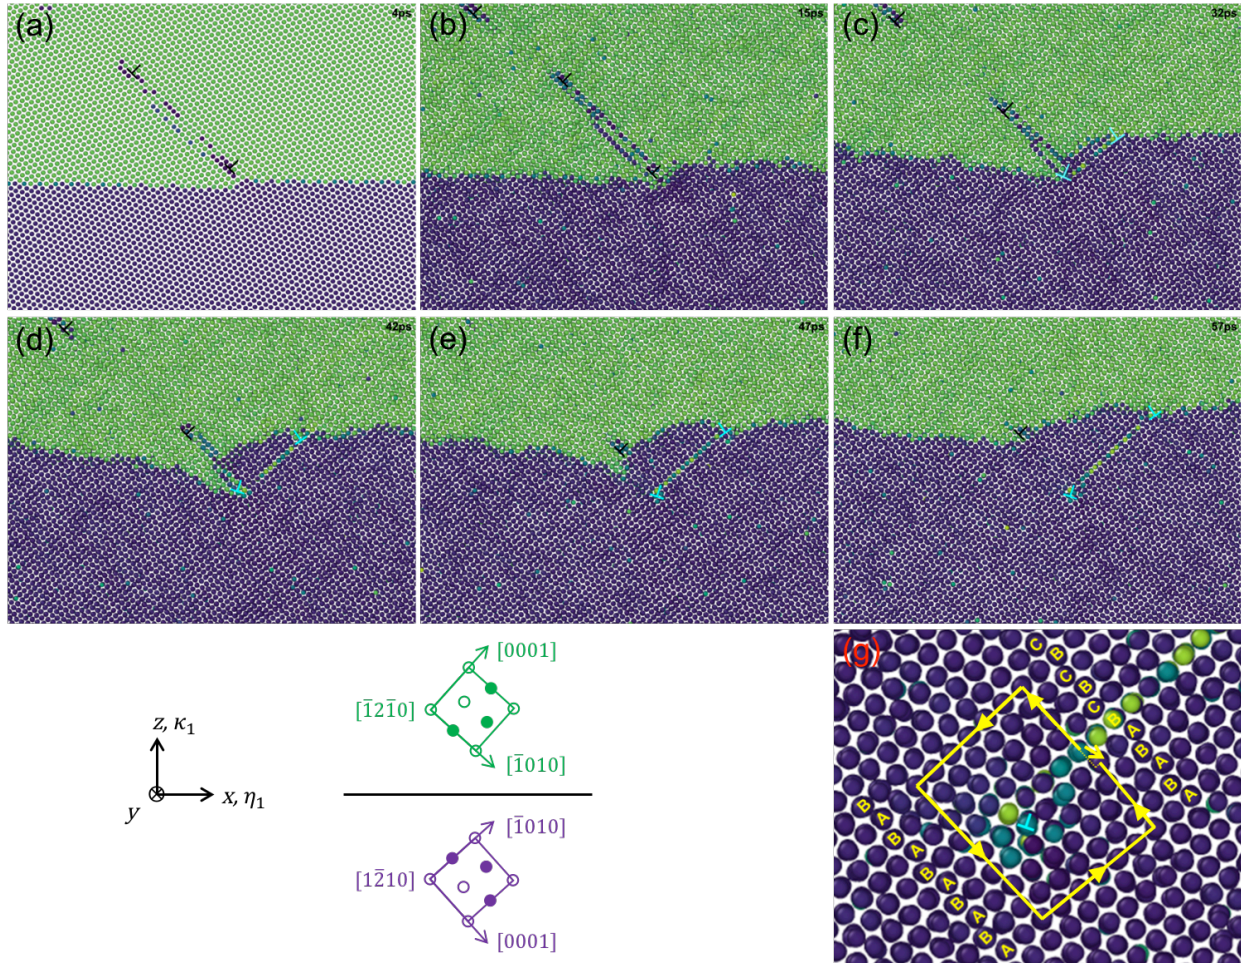 (a)
4ps
(b)
15ps
(c)
32ps
(d)
42ps
(e)
47ps
(f)
57ps
z, κ₁
y
x, η₁
[0001]
[1̄21̄0]
[1̄010]
[1̄010]
[12̄10]
[0001]
(g)
C
B
C
B
C
B
A
B
A
B
A
B
A
B
A
B
A
B
A
B
A